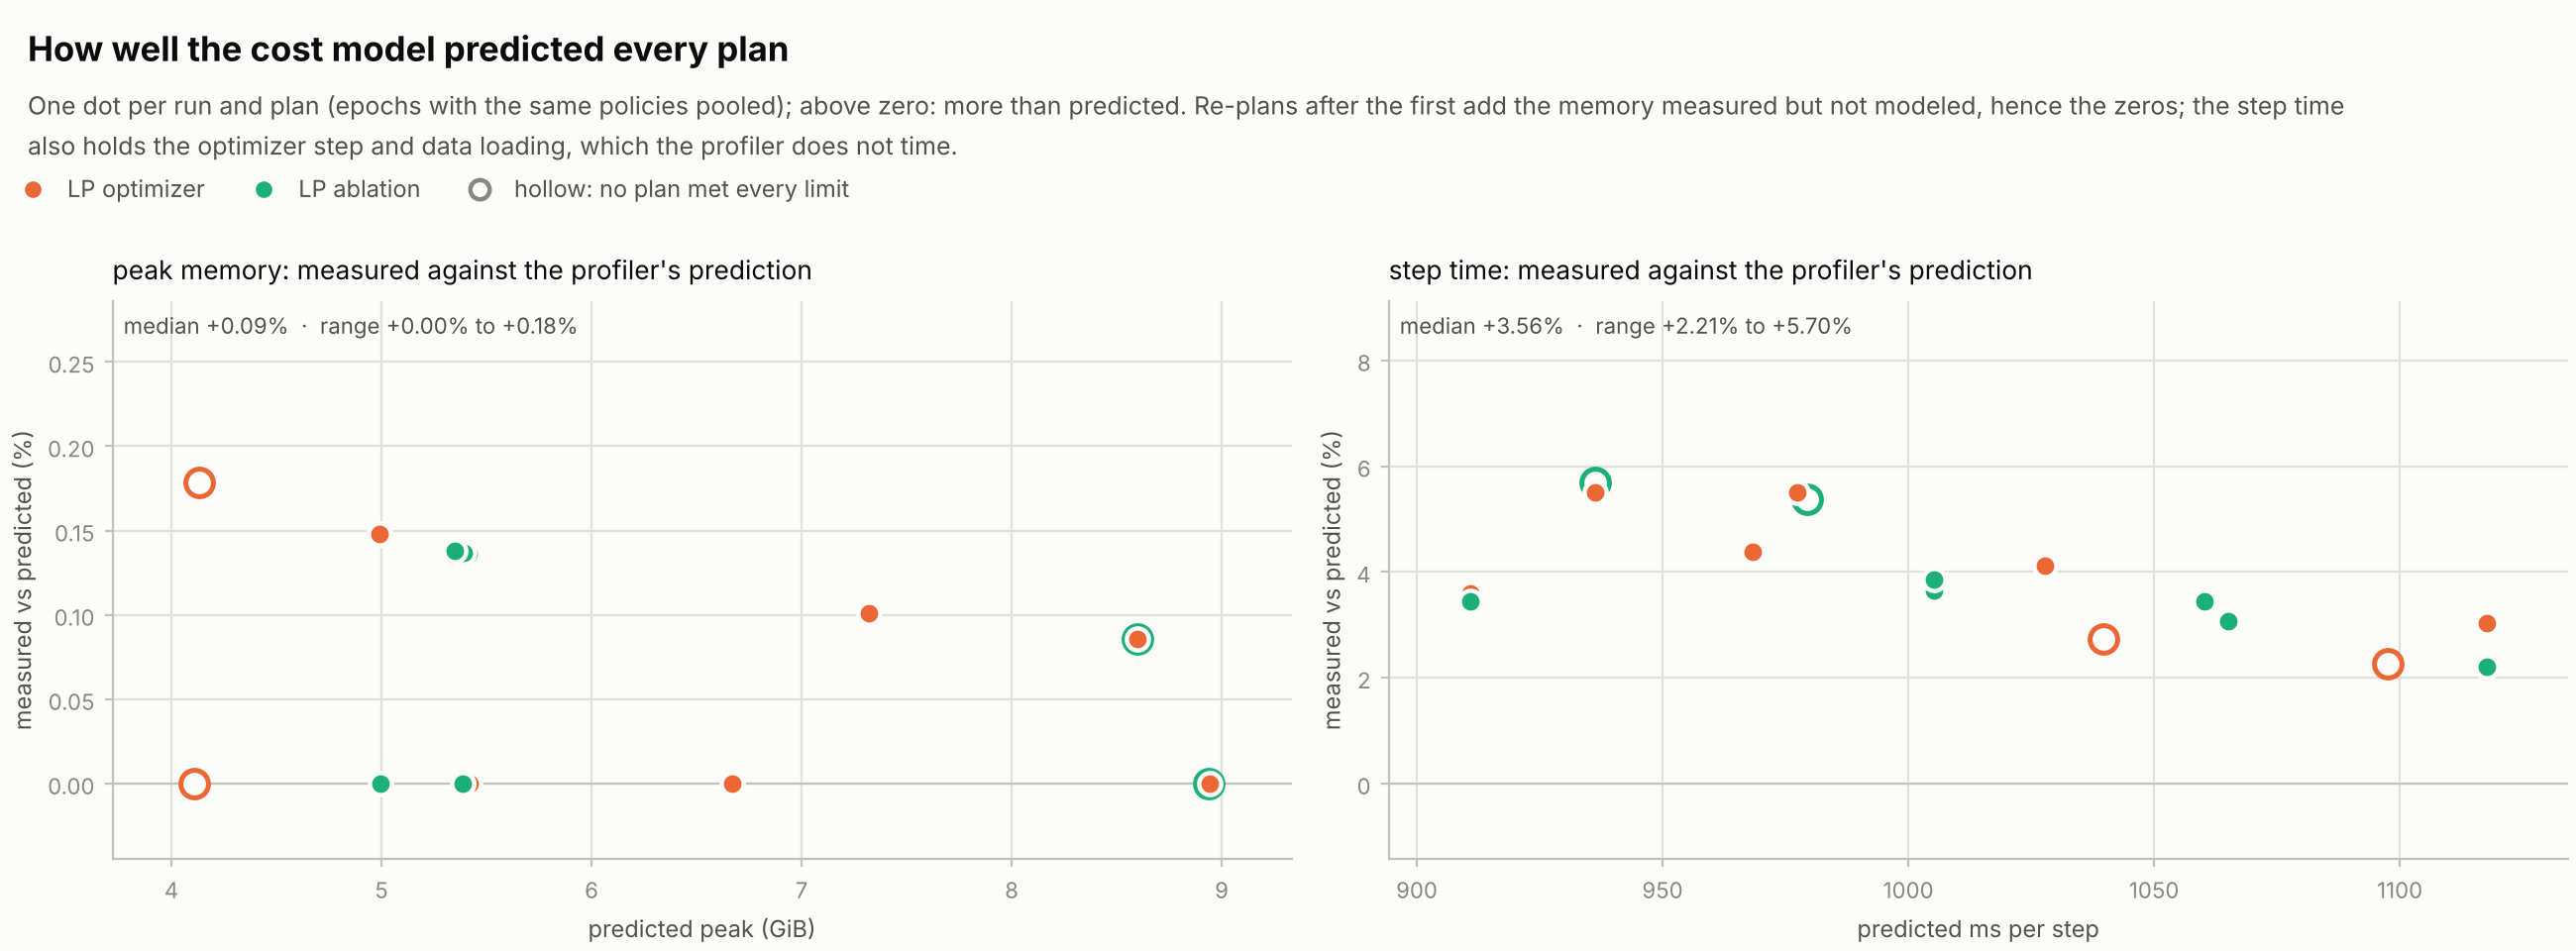 How well the cost model predicted every plan
One dot per run and plan (epochs with the same policies pooled); above zero: more than predicted. Re-plans after the first add the memory measured but not modeled, hence the zeros; the step time
also holds the optimizer step and data loading, which the profiler does not time.
LP optimizer LP ablation hollow: no plan met every limit
peak memory: measured against the profiler's prediction
median +0.09% · range +0.00% to +0.18%
0.25
0.20
0.15
0.10
0.05
0.00
measured vs predicted (%)
4 5 6 7 8 9
predicted peak (GiB)
step time: measured against the profiler's prediction
median +3.56% · range +2.21% to +5.70%
8
6
4
2
0
measured vs predicted (%)
900 950 1000 1050 1100
predicted ms per step